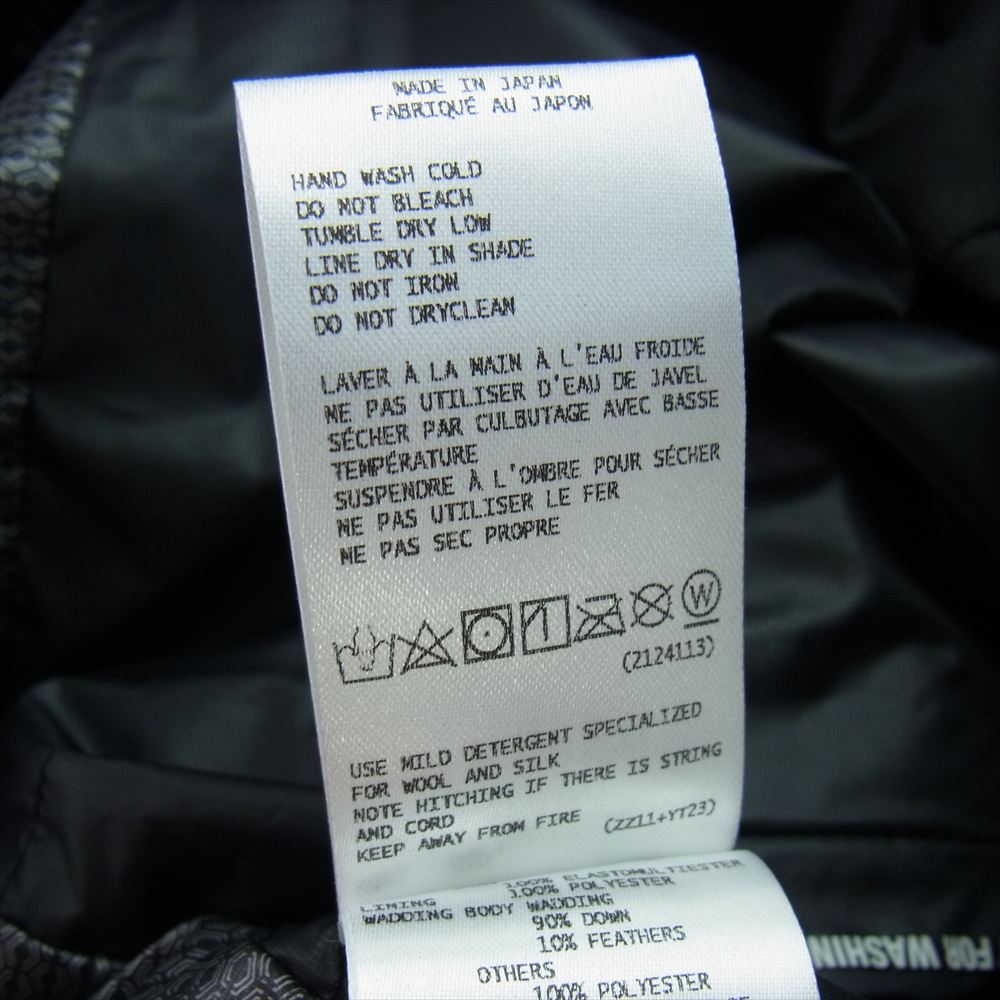 MADE IN JAPAN
FABRIQUÉ AU JAPON
HAND WASH COLD
DO NOT BLEACH
TUMBLE DRY LOW
LINE DRY IN SHADE
DO NOT IRON
DO NOT DRYCLEAN
LAVER À LA MAIN À L'EAU FROIDE
NE PAS UTILISER D'EAU DE JAVEL
SÉCHER PAR CULBUTAGE AVEC BASSE
TEMPÉRATURE
SUSPENDRE À L'OMBRE POUR SÉCHER
NE PAS UTILISER LE FER
NE PAS SEC PROPRE
W
(2124113)
USE MILD DETERGENT SPECIALIZED
FOR WOOL AND SILK
NOTE HITCHING IF THERE IS STRING
AND CORD
KEEP AWAY FROM FIRE (ZZ11+YT23)
100% ELASTOMULTIESTER
100% POLYESTER
LINING
WADDING BODY WADDING
90% DOWN
10% FEATHERS
OTHERS
100% POLYESTER
FOR WASHIN